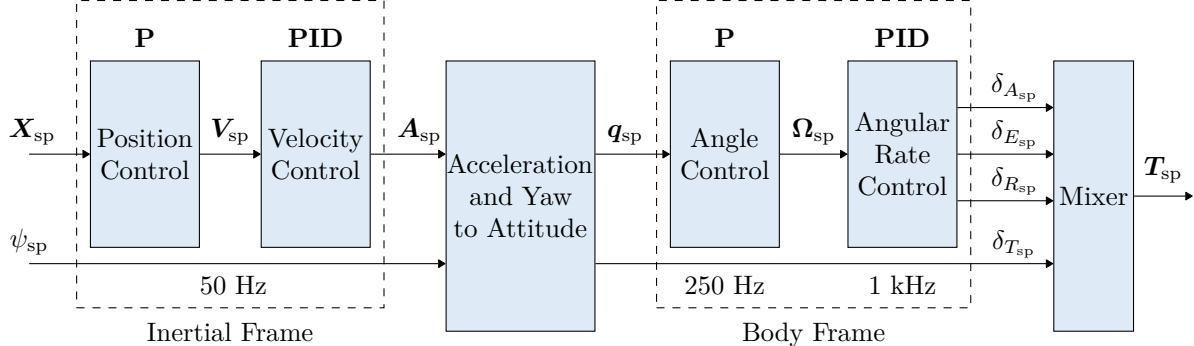 P
PID
P
PID
X_sp
Position
Control
V_sp
Velocity
Control
A_sp
Acceleration
and Yaw
to Attitude
q_sp
Angle
Control
Ω_sp
Angular
Rate
Control
δ_A_sp
δ_E_sp
δ_R_sp
δ_T_sp
Mixer
T_sp
ψ_sp
50 Hz
250 Hz
1 kHz
Inertial Frame
Body Frame